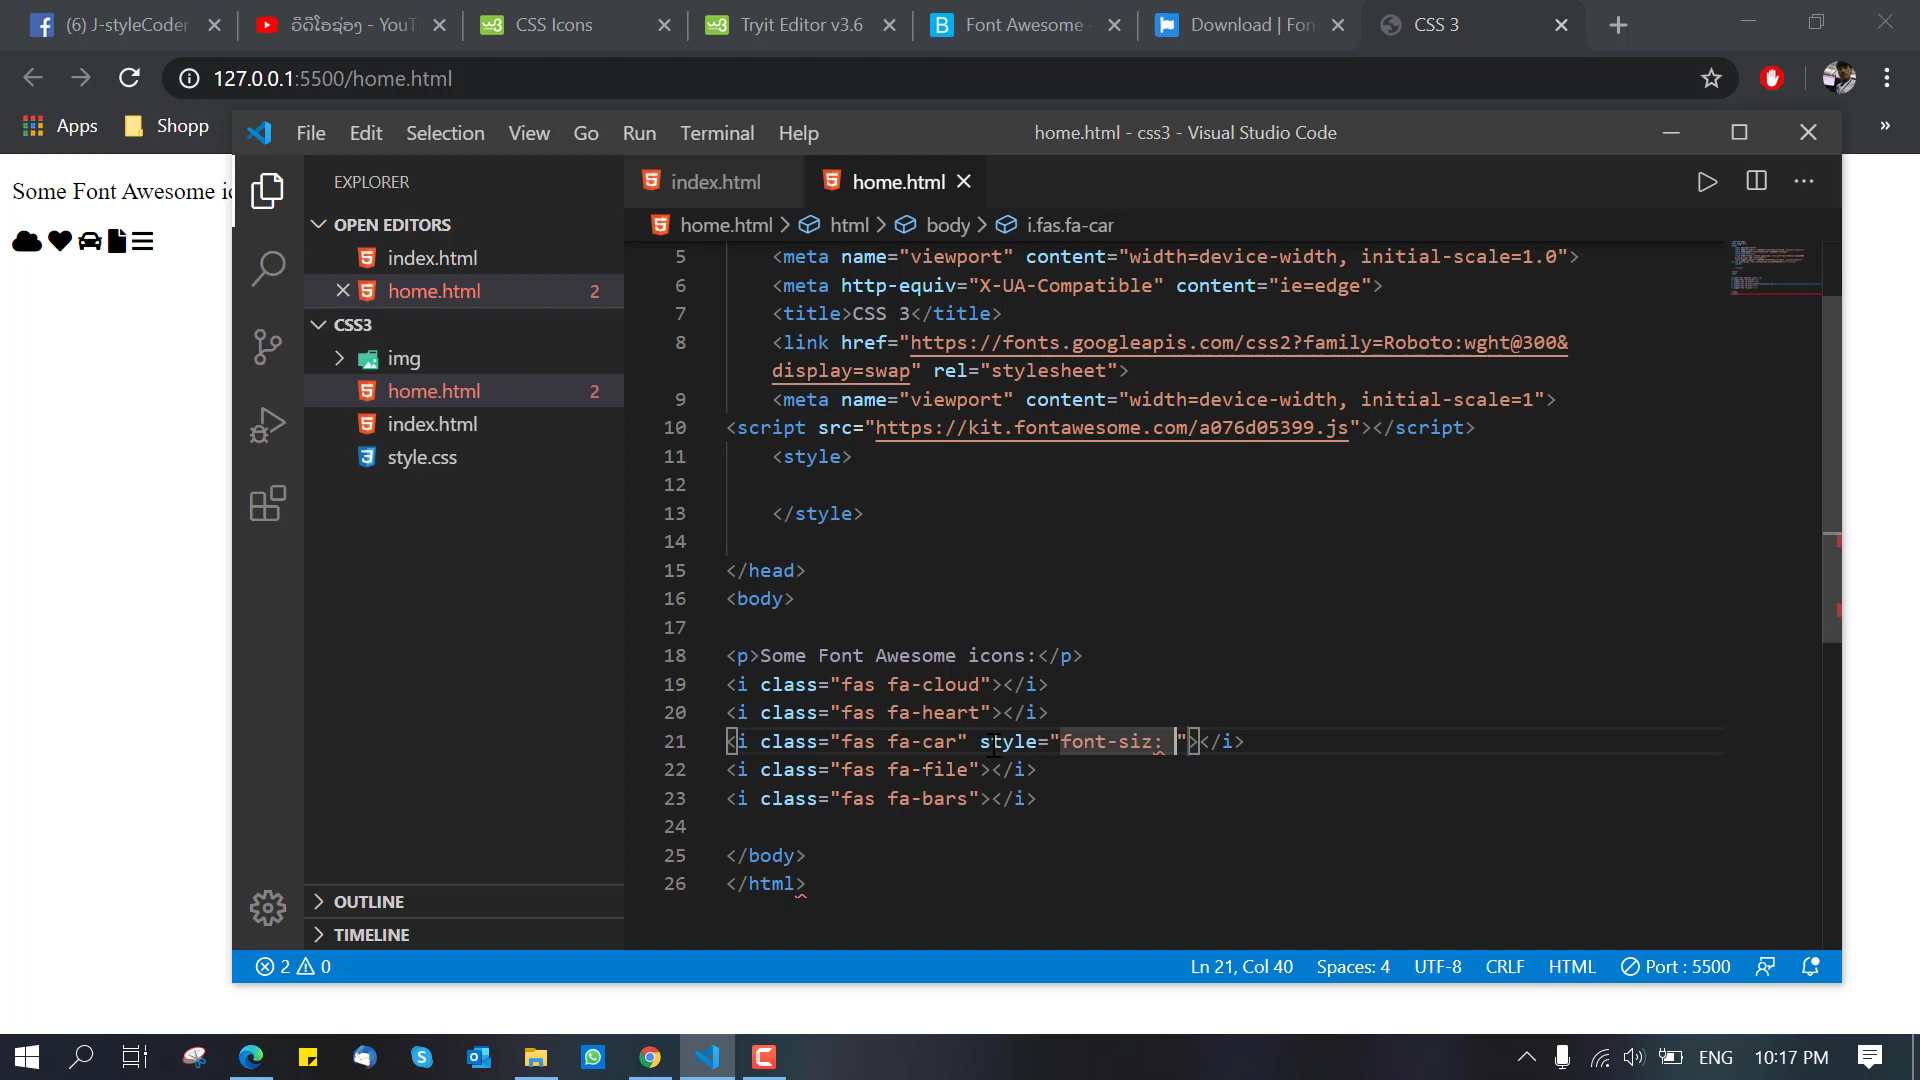 (6) J-styleCoder
ວິດີໂອຊ່ອງ - YouT
CSS Icons
Tryit Editor v3.6
Font Awesome
Download | Fon
CSS 3
127.0.0.1:5500/home.html
Apps
Shopp
»
File Edit Selection View Go Run Terminal Help
home.html - css3 - Visual Studio Code
Some Font Awesome ic
EXPLORER
OPEN EDITORS
index.html
home.html 2
CSS3
img
home.html 2
index.html
style.css
OUTLINE
TIMELINE
index.html
home.html
home.html > html > body > i.fas.fa-car
5 <meta name="viewport" content="width=device-width, initial-scale=1.0">
6 <meta http-equiv="X-UA-Compatible" content="ie=edge">
7 <title>CSS 3</title>
8 <link href="https://fonts.googleapis.com/css2?family=Roboto:wght@300&
display=swap" rel="stylesheet">
9 <meta name="viewport" content="width=device-width, initial-scale=1">
10 <script src="https://kit.fontawesome.com/a076d05399.js"></script>
11 <style>
12
13 </style>
14
15 </head>
16 <body>
17
18 <p>Some Font Awesome icons:</p>
19 <i class="fas fa-cloud"></i>
20 <i class="fas fa-heart"></i>
21 <i class="fas fa-car" style="font-siz: "></i>
22 <i class="fas fa-file"></i>
23 <i class="fas fa-bars"></i>
24
25 </body>
26 </html>
2 0
Ln 21, Col 40 Spaces: 4 UTF-8 CRLF HTML Port : 5500
ENG 10:17 PM